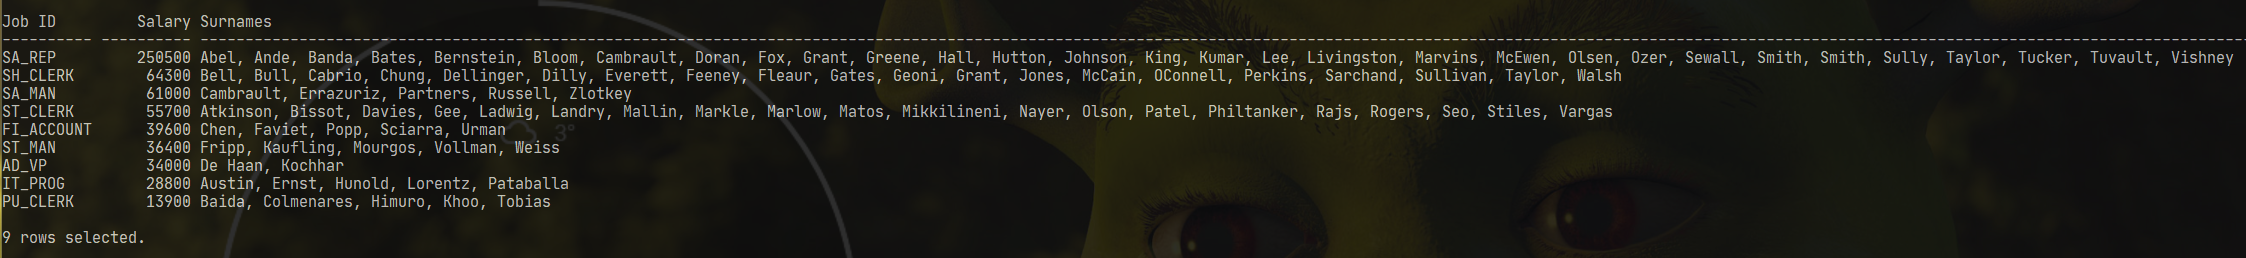 Job ID Salary Surnames
---------- ---------- --------------------------------------------------------------------------------------------------------------------------------------------------------------------------------------------------------------------------------------
SA_REP 250500 Abel, Ande, Banda, Bates, Bernstein, Bloom, Cambrault, Doran, Fox, Grant, Greene, Hall, Hutton, Johnson, King, Kumar, Lee, Livingston, Marvins, McEwen, Olsen, Ozer, Sewall, Smith, Smith, Sully, Taylor, Tucker, Tuvault, Vishney
SH_CLERK 64300 Bell, Bull, Cabrio, Chung, Dellinger, Dilly, Everett, Feeney, Fleaur, Gates, Geoni, Grant, Jones, McCain, OConnell, Perkins, Sarchand, Sullivan, Taylor, Walsh
SA_MAN 61000 Cambrault, Errazuriz, Partners, Russell, Zlotkey
ST_CLERK 55700 Atkinson, Bissot, Davies, Gee, Ladwig, Landry, Mallin, Markle, Marlow, Matos, Mikkilineni, Nayer, Olson, Patel, Philtanker, Rajs, Rogers, Seo, Stiles, Vargas
FI_ACCOUNT 39600 Chen, Faviet, Popp, Sciarra, Urman
3°
ST_MAN 36400 Fripp, Kaufling, Mourgos, Vollman, Weiss
AD_VP 34000 De Haan, Kochhar
IT_PROG 28800 Austin, Ernst, Hunold, Lorentz, Pataballa
PU_CLERK 13900 Baida, Colmenares, Himuro, Khoo, Tobias
9 rows selected.